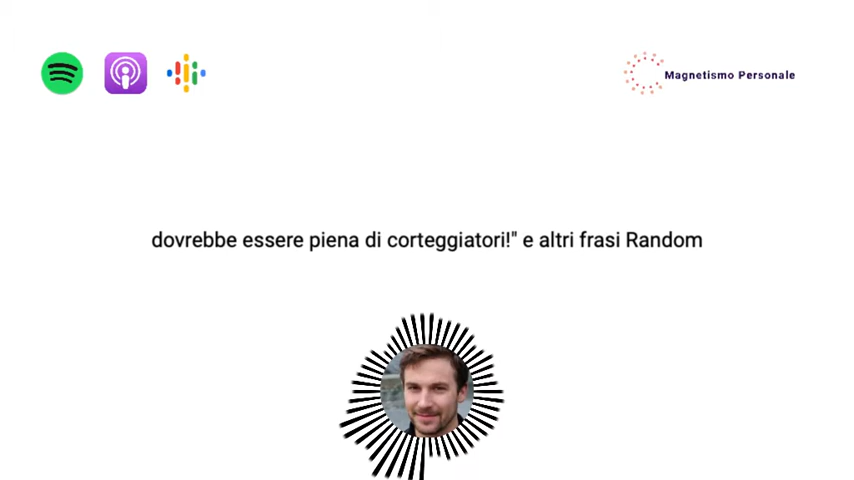 Magnetismo Personale
dovrebbe essere piena di corteggiatori!" e altri frasi Random